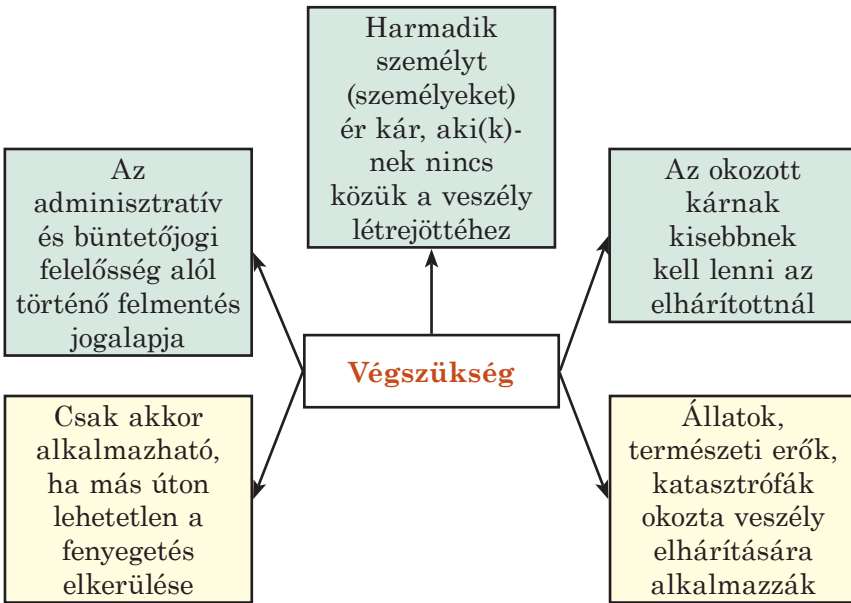 Harmadik
személyt
(személyeket)
ér kár, aki(k)-
nek nincs
közük a veszély
létrejöttéhez
Az
adminisztratív
és büntetőjogi
felelősség alól
történő felmentés
jogalapja
Az okozott
kárnak
kisebbnek
kell lenni az
elhárítottnál
Végszükség
Csak akkor
alkalmazható,
ha más úton
lehetetlen a
fenyegetés
elkerülése
Állatok,
természeti erők,
katasztrófák
okozta veszély
elhárítására
alkalmazzák